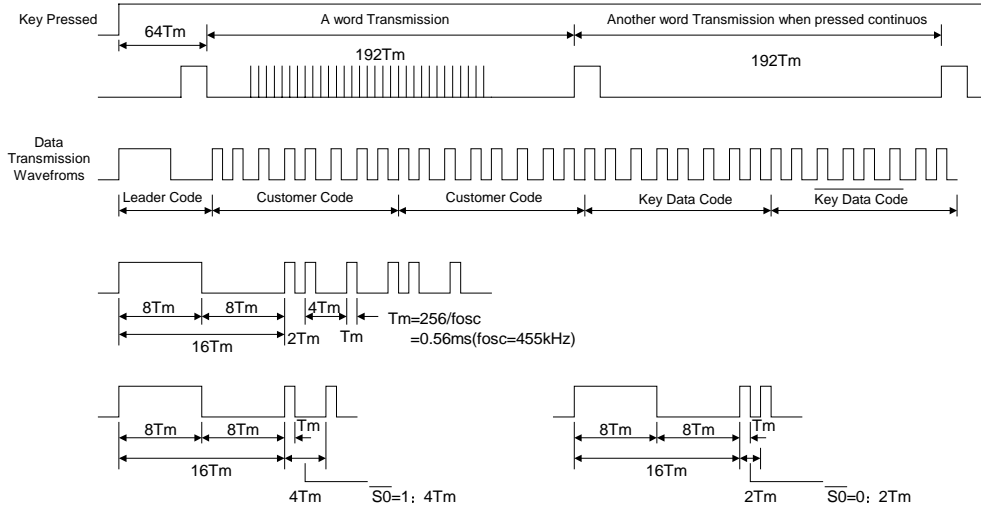 Key Pressed
A word Transmission
Another word Transmission when pressed continuos
64Tm
192Tm
192Tm
Data
Transmission
Wavefroms
Leader Code
Customer Code
Customer Code
Key Data Code
Key Data Code
8Tm
8Tm
4Tm
Tm=256/fosc
16Tm
2Tm
Tm
=0.56ms(fosc=455kHz)
8Tm
8Tm
Tm
16Tm
4Tm
S0=1; 4Tm
8Tm
8Tm
Tm
16Tm
2Tm
S0=0; 2Tm